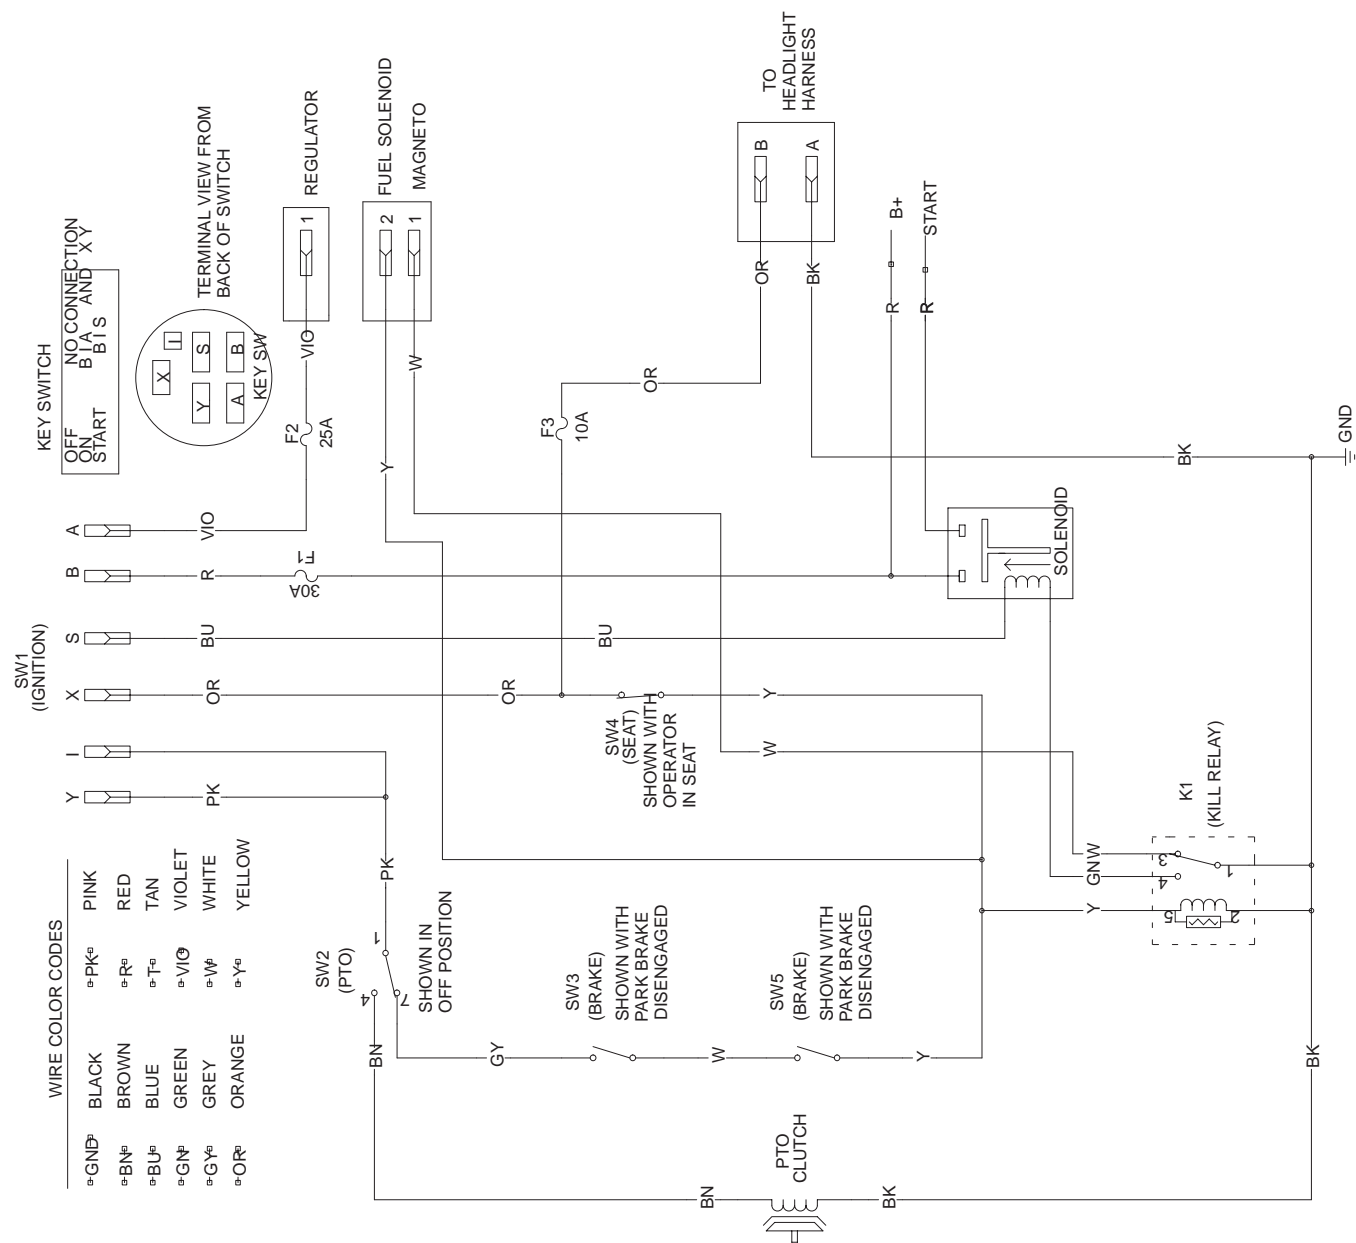 KEY SWITCH
OFF NO CONNECTION
ON B I A AND X Y
START B I S
TERMINAL VIEW FROM
BACK OF SWITCH
X
I
Y
S
A
B
KEY SW
REGULATOR
1
FUEL SOLENOID
MAGNETO
2
1
TO
HEADLIGHT
HARNESS
B
A
VIO
F2
25A
Y
W
OR
BK
OR
F3
10A
B+
START
R
R
SW1
(IGNITION)
A
VIO
B
R
F1
30A
S
BU
BU
X
OR
OR
I
Y
PK
SW4
(SEAT)
SHOWN WITH
OPERATOR
IN SEAT
Y
W
SOLENOID
BK
GND
K1
(KILL RELAY)
W
GN
3
4
1
Y
5
2
PK
1
SW2
(PTO)
4
7
SHOWN IN
OFF POSITION
BN
GY
SW3
(BRAKE)
SHOWN WITH
PARK BRAKE
DISENGAGED
W
SW5
(BRAKE)
SHOWN WITH
PARK BRAKE
DISENGAGED
Y
BK
BN
PTO
CLUTCH
BK
WIRE COLOR CODES
GND BLACK PK PINK
BN BROWN R RED
BU BLUE T TAN
GN GREEN VIO VIOLET
GY GREY W WHITE
OR ORANGE Y YELLOW